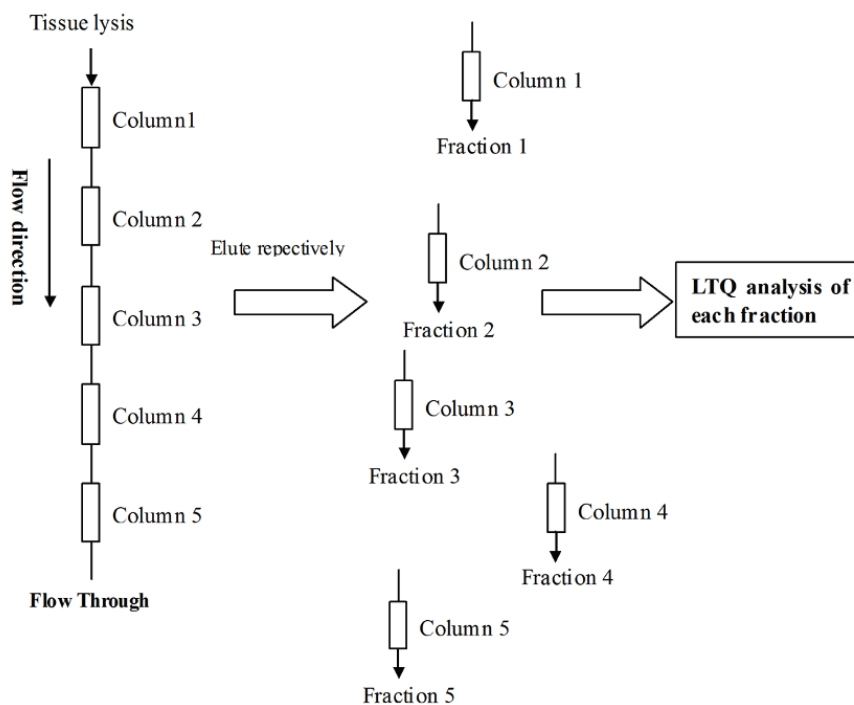 Tissue lysis
Column1
Column 2
Column 3
Column 4
Column 5
Flow direction
Flow Through
Elute repectively
Column 1
Fraction 1
Column 2
Fraction 2
Column 3
Fraction 3
Column 4
Fraction 4
Column 5
Fraction 5
LTQ analysis of
each fraction